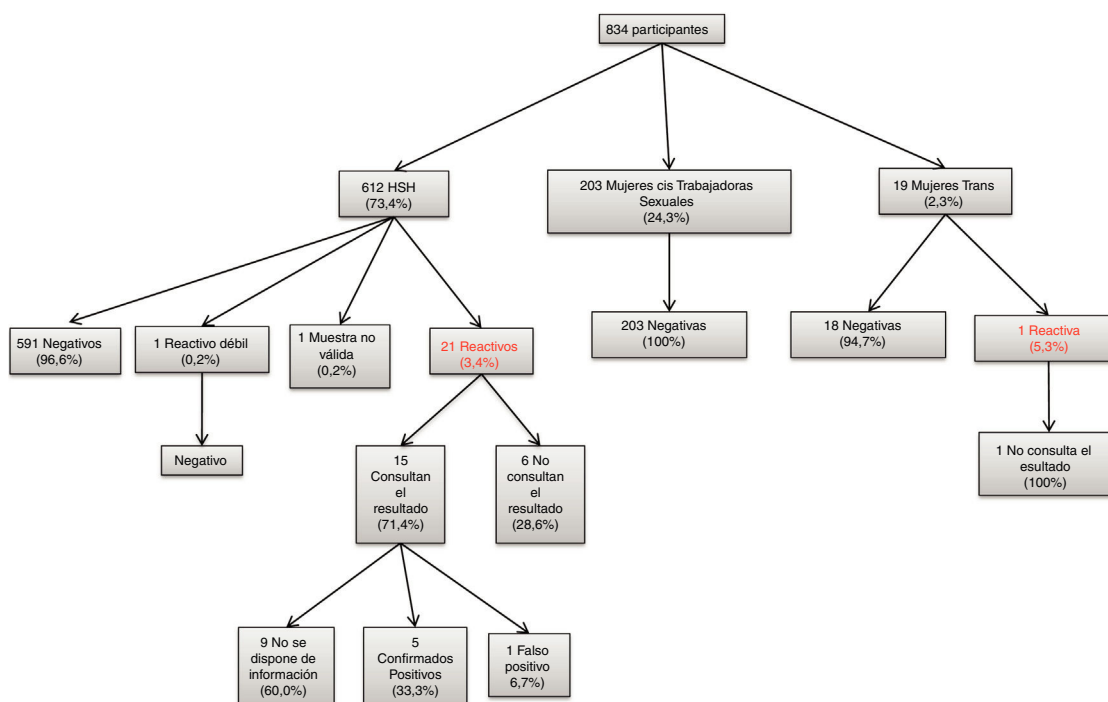 834 participantes
612 HSH
(73,4%)
203 Mujeres cis Trabajadoras
Sexuales
(24,3%)
19 Mujeres Trans
(2,3%)
591 Negativos
(96,6%)
1 Reactivo débil
(0,2%)
1 Muestra no
válida
(0,2%)
21 Reactivos
(3,4%)
203 Negativas
(100%)
18 Negativas
(94,7%)
1 Reactiva
(5,3%)
Negativo
15
Consultan
el
resultado
(71,4%)
6 No
consultan
el
resultado
(28,6%)
1 No consulta el
esultado
(100%)
9 No se
dispone de
información
(60,0%)
5
Confirmados
Positivos
(33,3%)
1 Falso
positivo
6,7%)